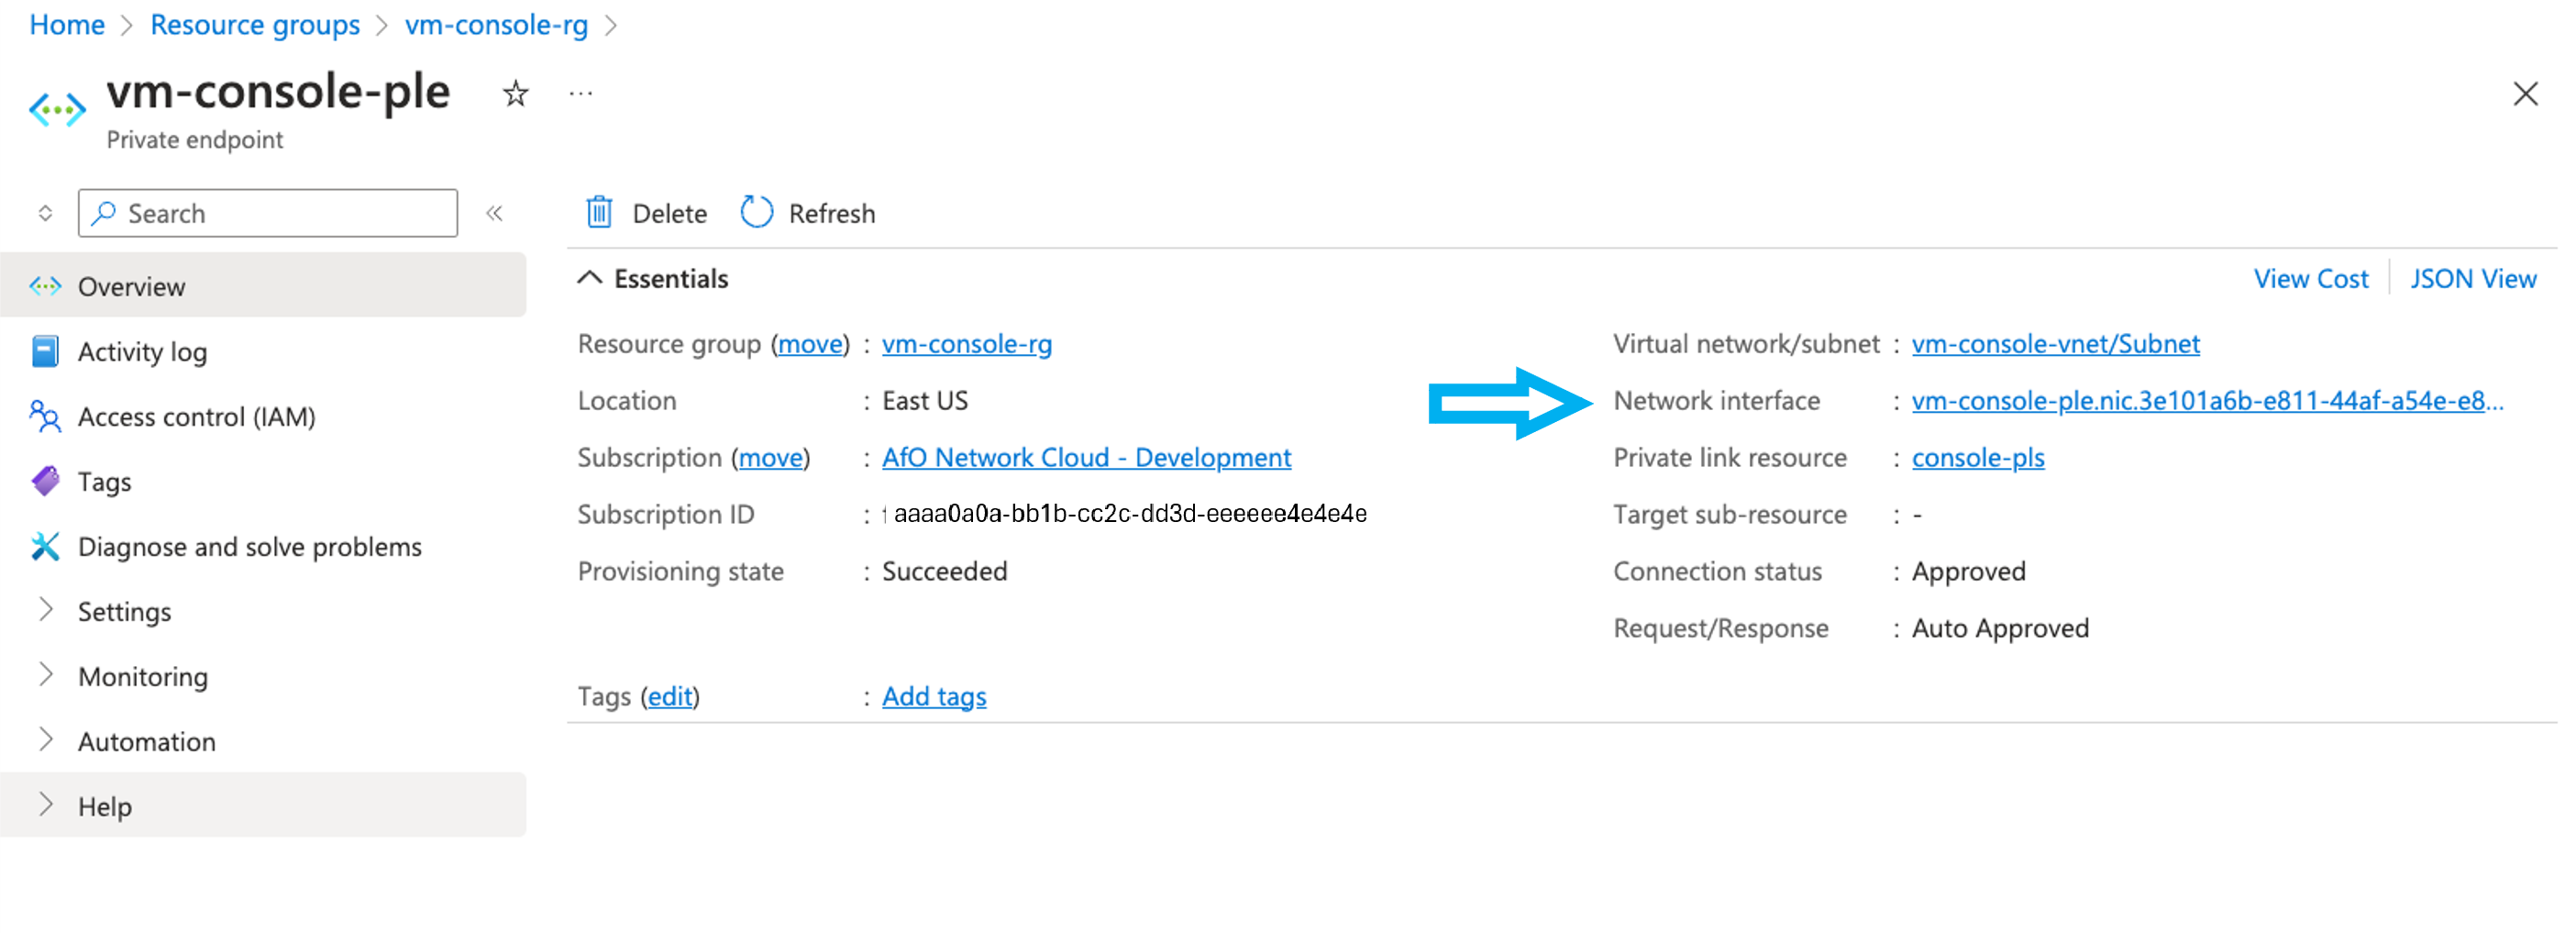 Home > Resource groups > vm-console-rg >
vm-console-ple
Private endpoint
Search
Overview
Activity log
Access control (IAM)
Tags
Diagnose and solve problems
Settings
Monitoring
Automation
Help
Delete Refresh
Essentials
View Cost | JSON View
Resource group (move) : vm-console-rg
Location : East US
Subscription (move) : AfO Network Cloud - Development
Subscription ID : aaaa0a0a-bb1b-cc2c-dd3d-eeeeee4e4e4e
Provisioning state : Succeeded
Virtual network/subnet : vm-console-vnet/Subnet
Network interface : vm-console-ple.nic.3e101a6b-e811-44af-a54e-e8...
Private link resource : console-pls
Target sub-resource : -
Connection status : Approved
Request/Response : Auto Approved
Tags (edit) : Add tags